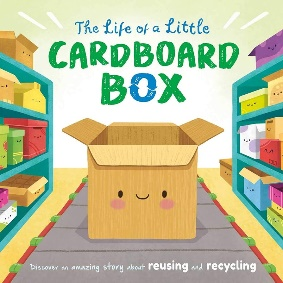 The Life of a Little
CARDBOARD
BOX
Discover an amazing story about reusing and recycling